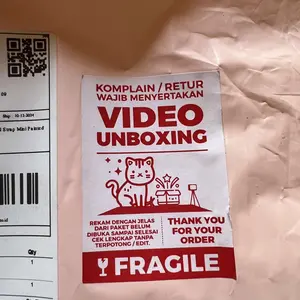 KOMPLAIN / RETUR
WAJIB MENYERTAKAN
VIDEO
UNBOXING
REKAM DENGAN JELAS
DARI PAKET BELUM
DIBUKA SAMPAI SELESAI
CEK LENGKAP TANPA
TERPOTONG / EDIT.
THANK YOU
FOR YOUR
ORDER
FRAGILE
Qty
1
1